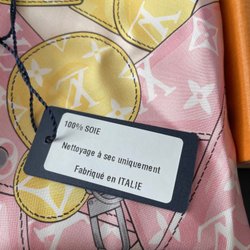 100% SOIE
Nettoyage à sec uniquement
Fabriqué en ITALIE